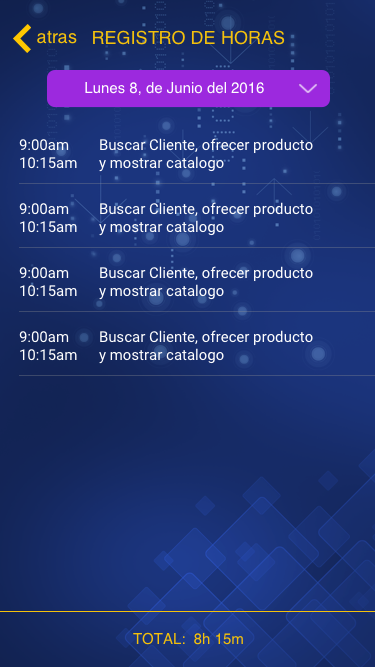 atras REGISTRO DE HORAS
Lunes 8, de Junio del 2016
9:00am Buscar Cliente, ofrecer producto
10:15am y mostrar catalogo
9:00am Buscar Cliente, ofrecer producto
10:15am y mostrar catalogo
9:00am Buscar Cliente, ofrecer producto
10:15am y mostrar catalogo
9:00am Buscar Cliente, ofrecer producto
10:15am y mostrar catalogo
TOTAL: 8h 15m